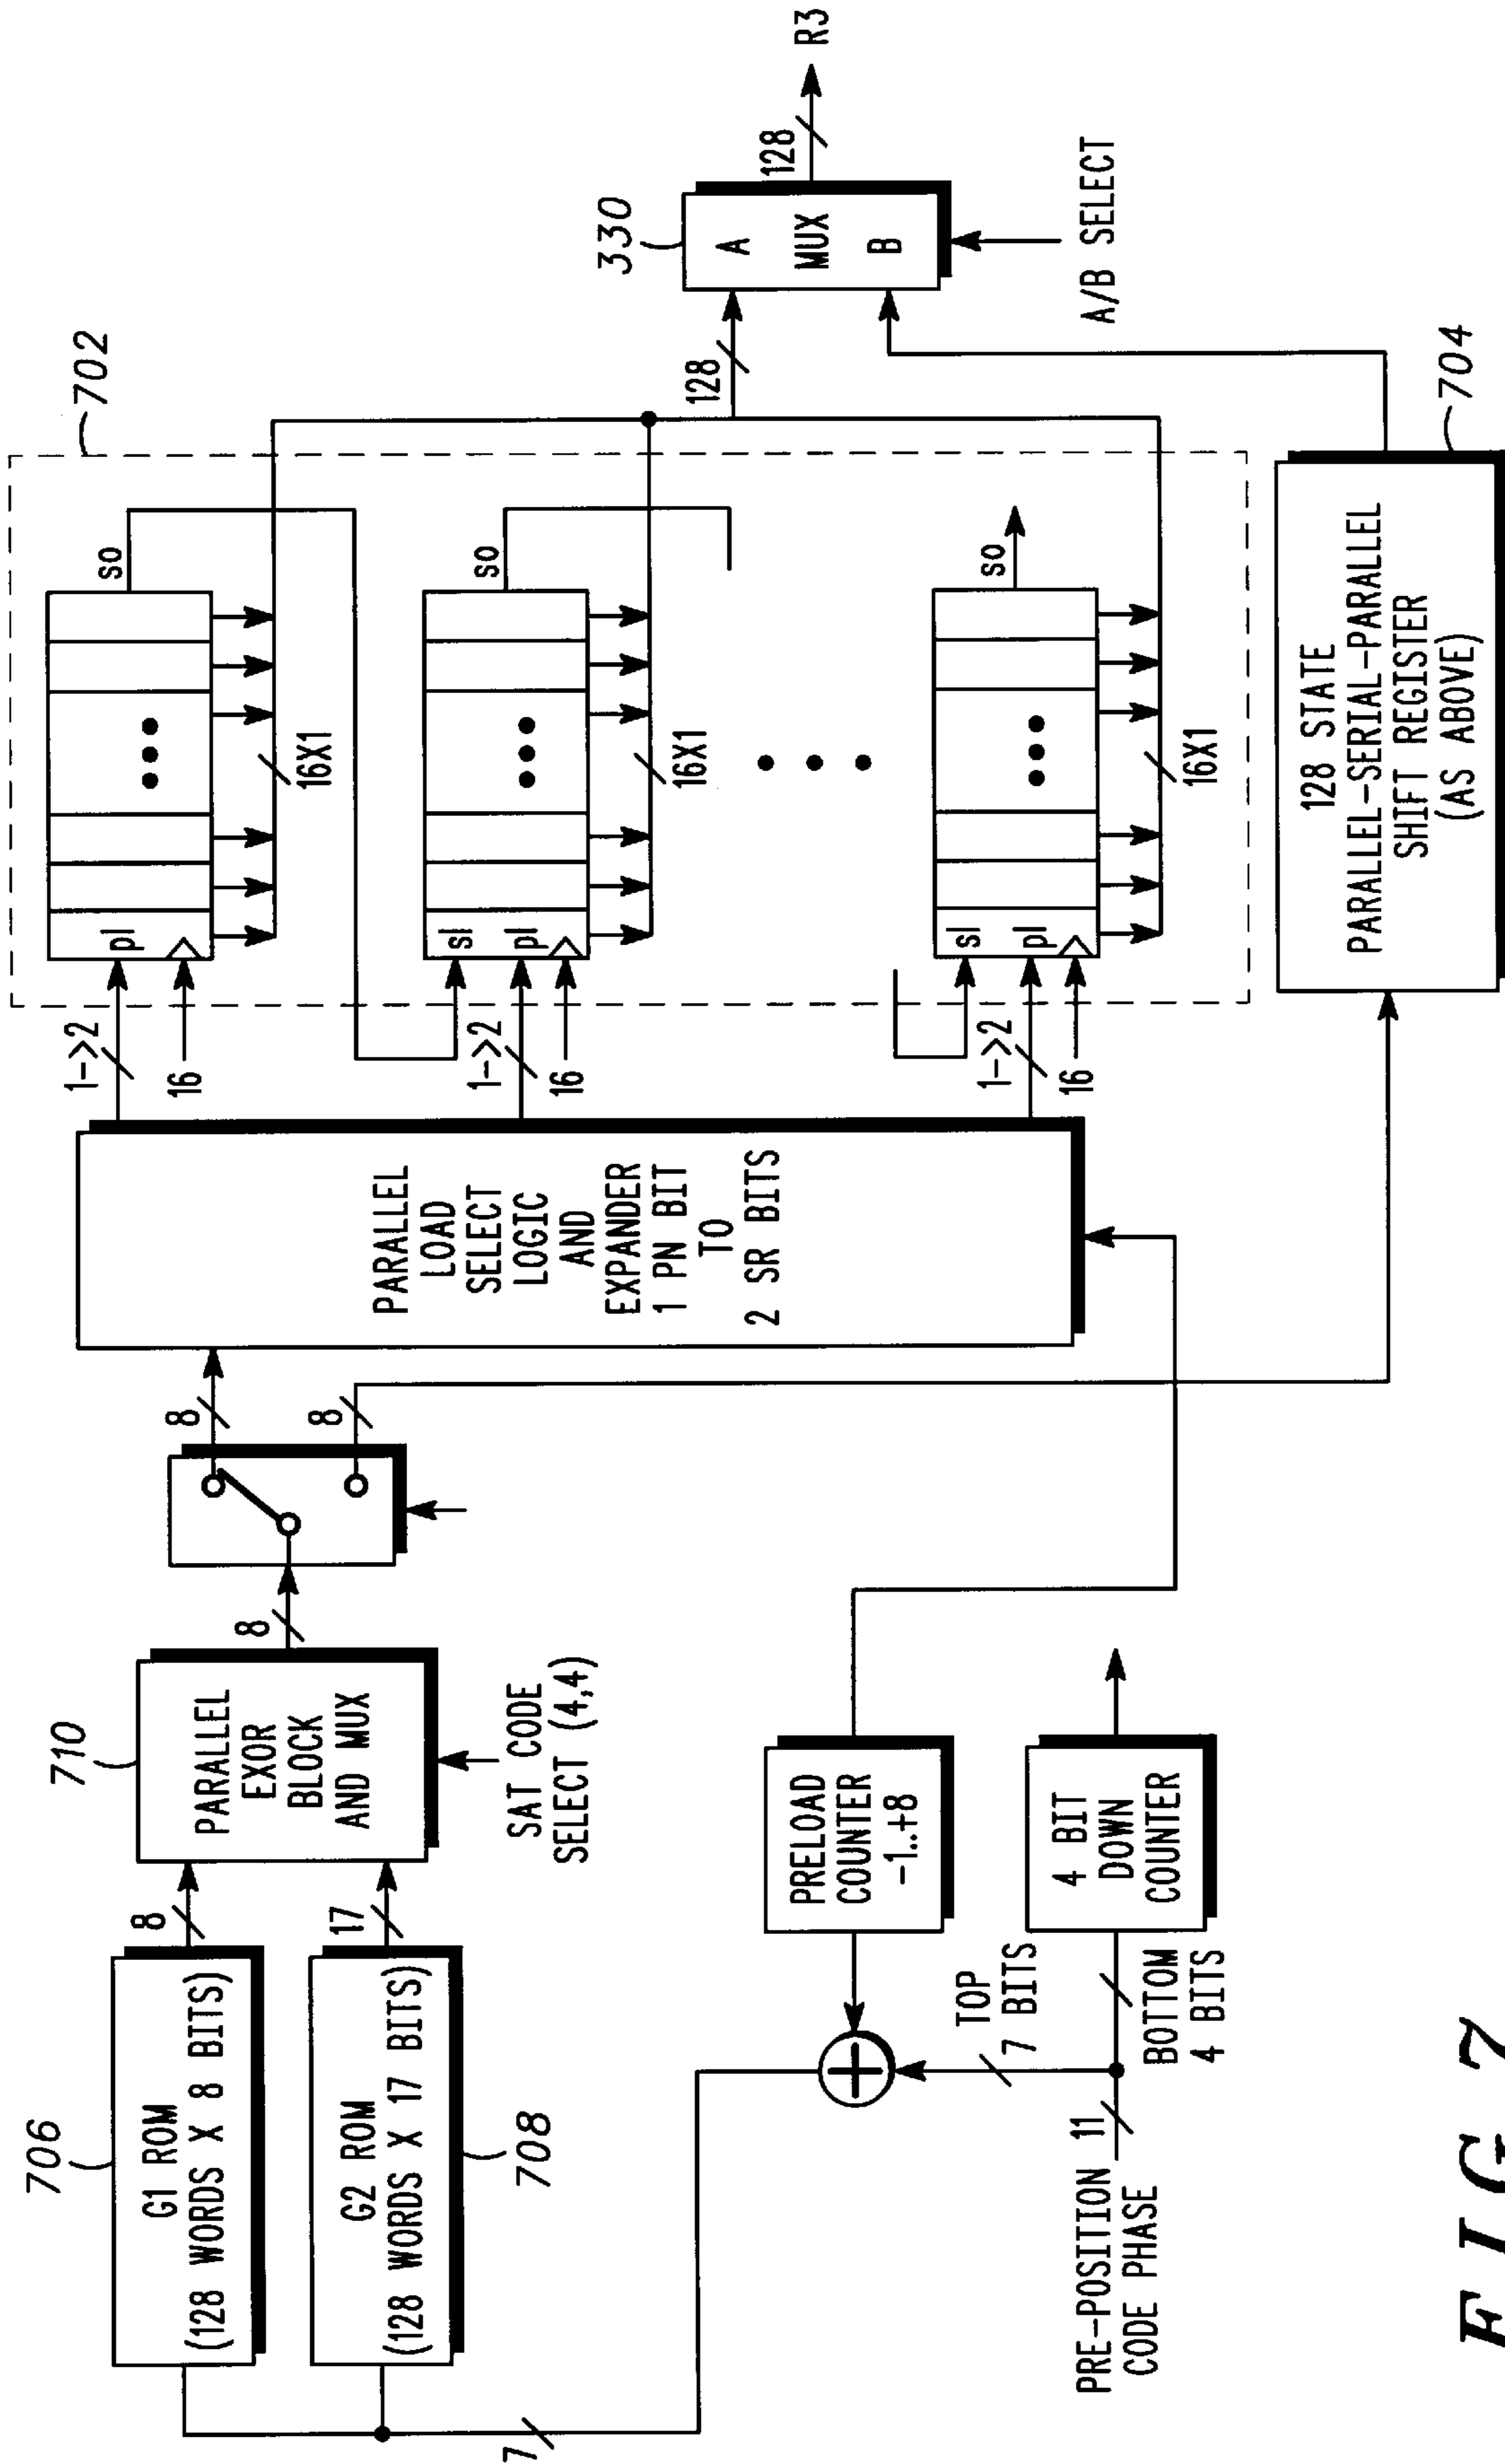 706
G1 ROM
(128 WORDS X 8 BITS)
G2 ROM
(128 WORDS X 17 BITS)
708
7
8
17
710
PARALLEL
EXOR
BLOCK
AND MUX
SAT CODE
SELECT (4,4)
8
8
8
PRE-POSITION
CODE PHASE
11
TOP
7 BITS
BOTTOM
4 BITS
PRELOAD
COUNTER
-1..+8
4 BIT
DOWN
COUNTER
PARALLEL
LOAD
SELECT
LOGIC
AND
EXPANDER
1 PN BIT
TO
2 SR BITS
1->2
16
pl
so
16X1
1->2
16
sl
pl
so
16X1
1->2
16
sl
pl
so
16X1
702
128
128 STATE
PARALLEL-SERIAL-PARALLEL
SHIFT REGISTER
(AS ABOVE)
704
330
A
MUX
B
A/B SELECT
128
R3
FIG 7